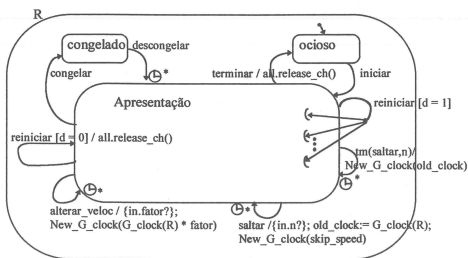 R
congelado
descongelar
ocioso
congelar
terminar / all.release_ch()
iniciar
Apresentação
reiniciar [d = 1]
reiniciar [d = 0] / all.release_ch()
tm(saltar,n)/
New_G_clock(old_clock)
alterar_veloc / {in.fator?};
New_G_clock(G_clock(R) * fator)
saltar /{in.n?}; old_clock:= G_clock(R);
New_G_clock(skip_speed)